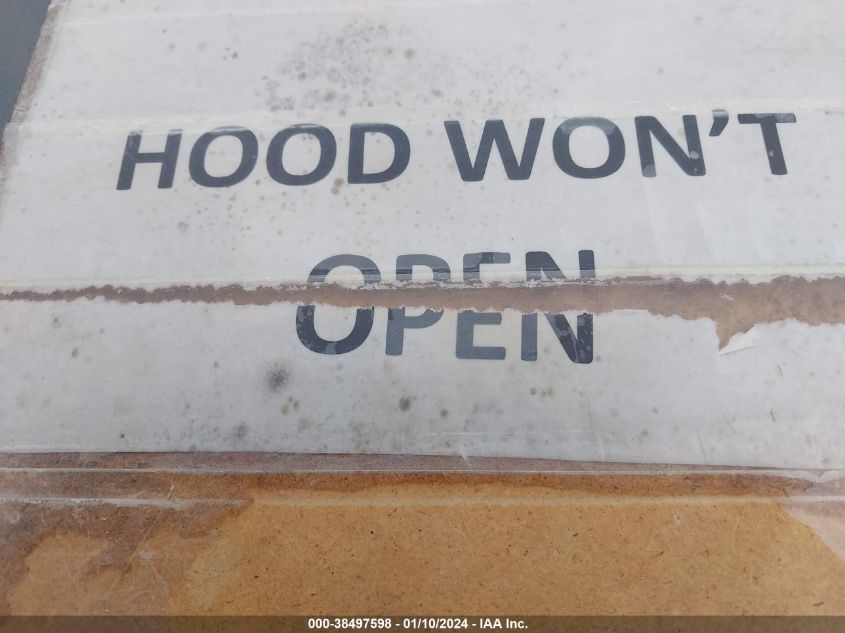 HOOD WON'T
OPEN
000-38497598 - 01/10/2024 - IAA Inc.